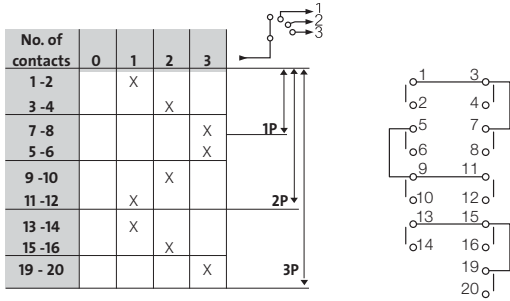 1
2
3
No. of
contacts 0 1 2 3
1 -2 X
3 -4 X
7 -8 X
1P
5 -6 X
9 -10 X
11 -12 X
2P
13 -14 X
15 -16 X
19 - 20 X
3P
1 3
2 4
5 7
6 8
9 11
10 12
13 15
14 16
19
20